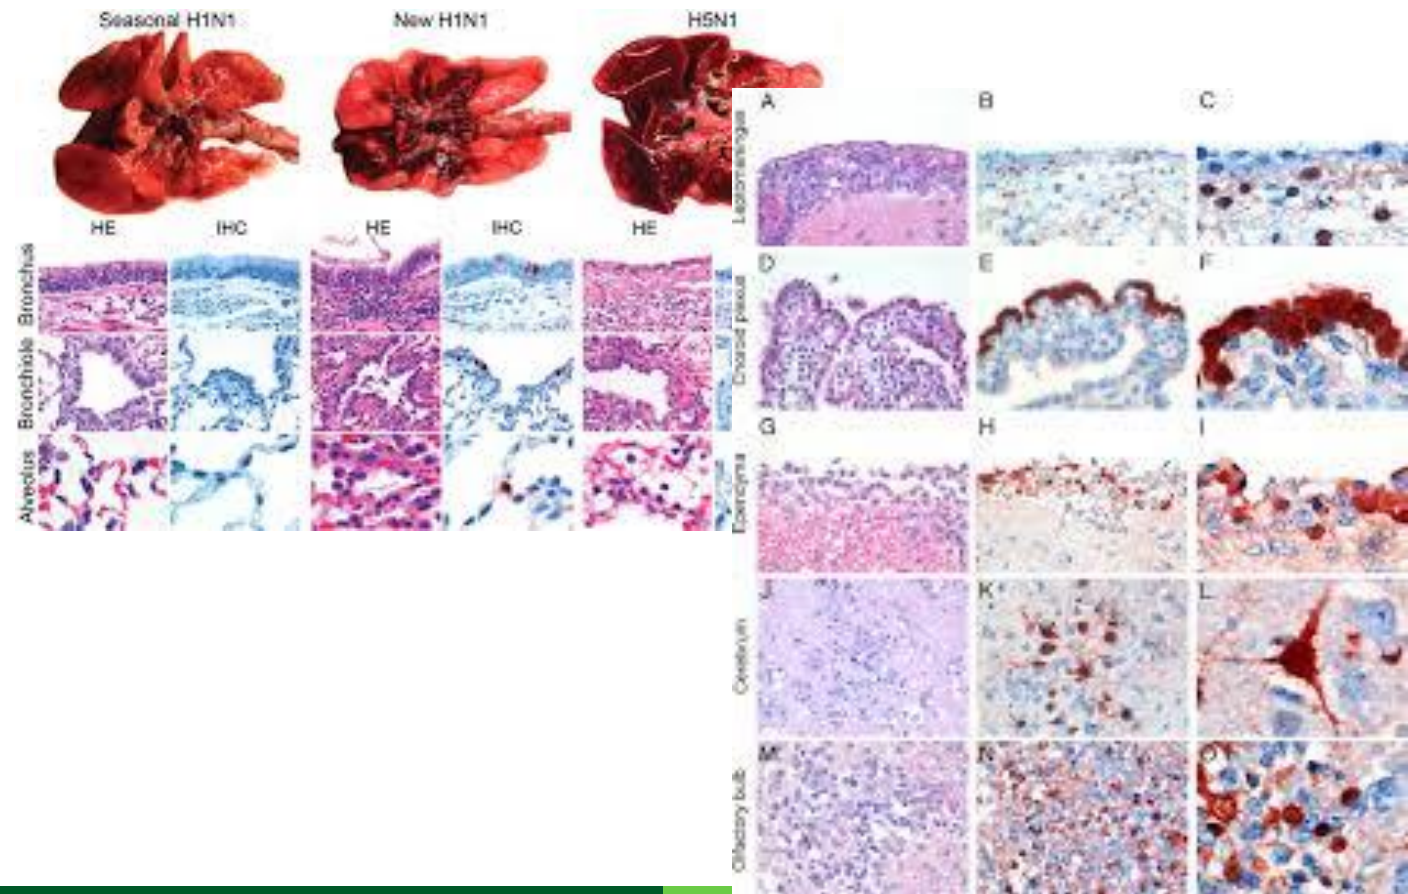 Seasonal H1N1 New H1N1 H5N1
HE IHC HE IHC HE
Bronchus
Bronchiole
Alveolus
A B C
Leptomeninges
D E F
Choroid plexus
G H I
Ependyma
J K L
Cerebrum
M N O
Olfactory bulb